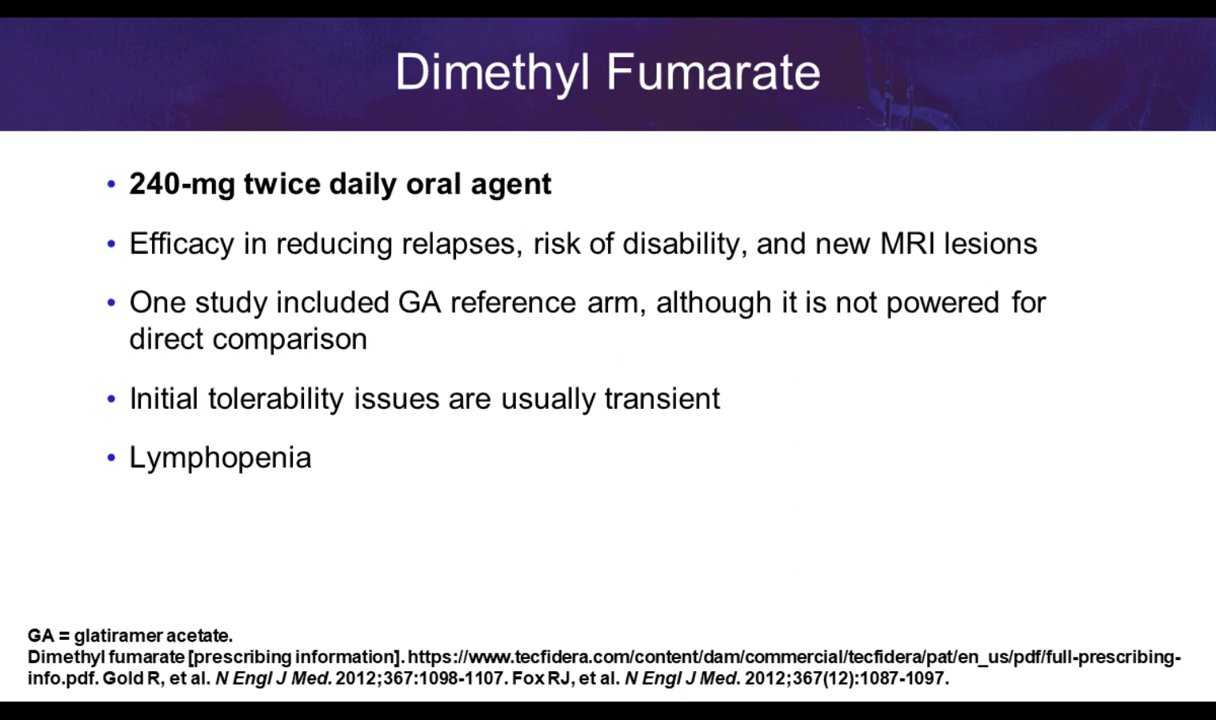 Dimethyl Fumarate
• 240-mg twice daily oral agent
• Efficacy in reducing relapses, risk of disability, and new MRI lesions
• One study included GA reference arm, although it is not powered for
direct comparison
• Initial tolerability issues are usually transient
• Lymphopenia
GA = glatiramer acetate.
Dimethyl fumarate [prescribing information]. https://www.tecfidera.com/content/dam/commercial/tecfidera/pat/en_us/pdf/full-prescribing-
info.pdf. Gold R, et al. N Engl J Med. 2012;367:1098-1107. Fox RJ, et al. N Engl J Med. 2012;367(12):1087-1097.